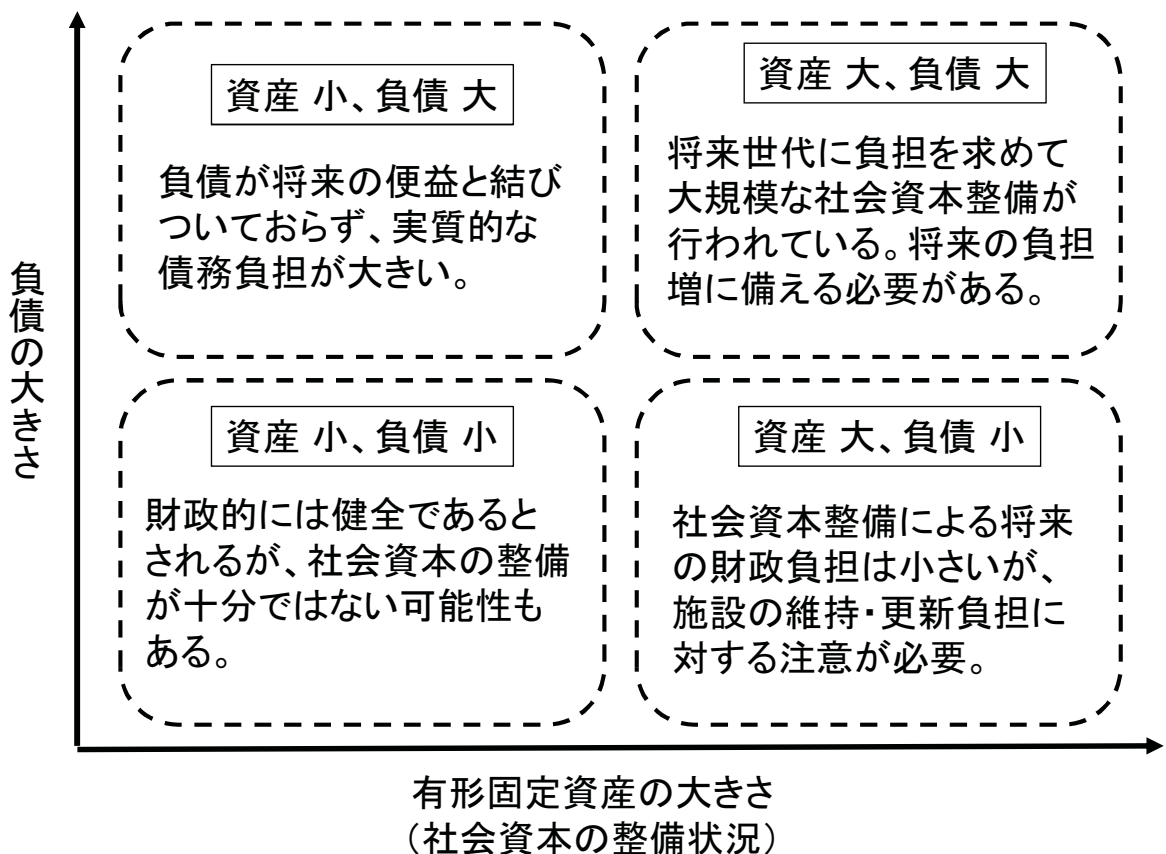 資産 小、負債 大
負債が将来の便益と結び
ついておらず、実質的な
債務負担が大きい。
資産 大、負債 大
将来世代に負担を求めて
大規模な社会資本整備が
行われている。将来の負担
増に備える必要がある。
負債の大きさ
資産 小、負債 小
財政的には健全であると
されるが、社会資本の整備
が十分ではない可能性も
ある。
資産 大、負債 小
社会資本整備による将来
の財政負担は小さいが、
施設の維持・更新負担に
対する注意が必要。
有形固定資産の大きさ
（社会資本の整備状況）